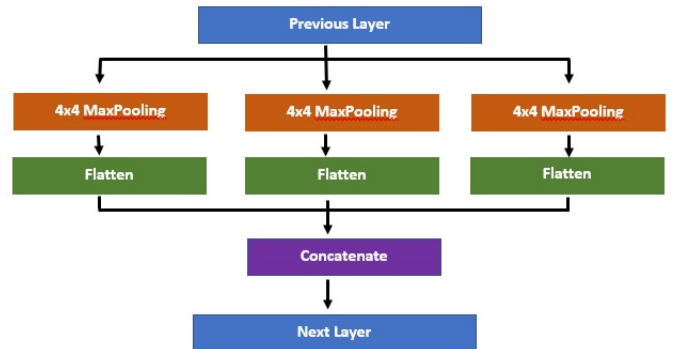 Previous Layer
4x4 MaxPooling
4x4 MaxPooling
4x4 MaxPooling
Flatten
Flatten
Flatten
Concatenate
Next Layer